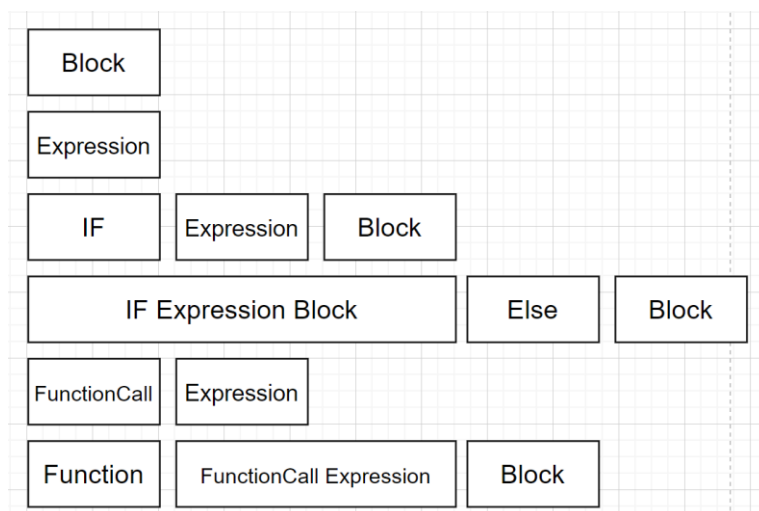 Block
Expression
IF Expression Block
IF Expression Block Else Block
FunctionCall Expression
Function FunctionCall Expression Block